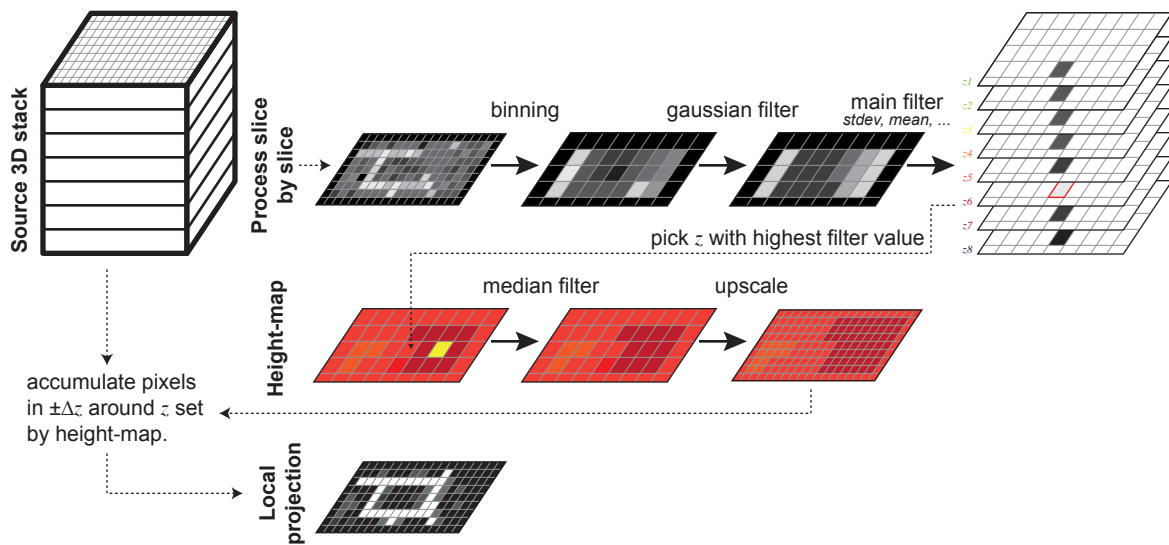 Source 3D stack
Process slice
by slice
binning
gaussian filter
main filter
stdev, mean, ...
z1
z2
z3
z4
z5
z6
z7
z8
pick z with highest filter value
Height-map
median filter
upscale
accumulate pixels
in ±Δz around z set
by height-map.
Local
projection